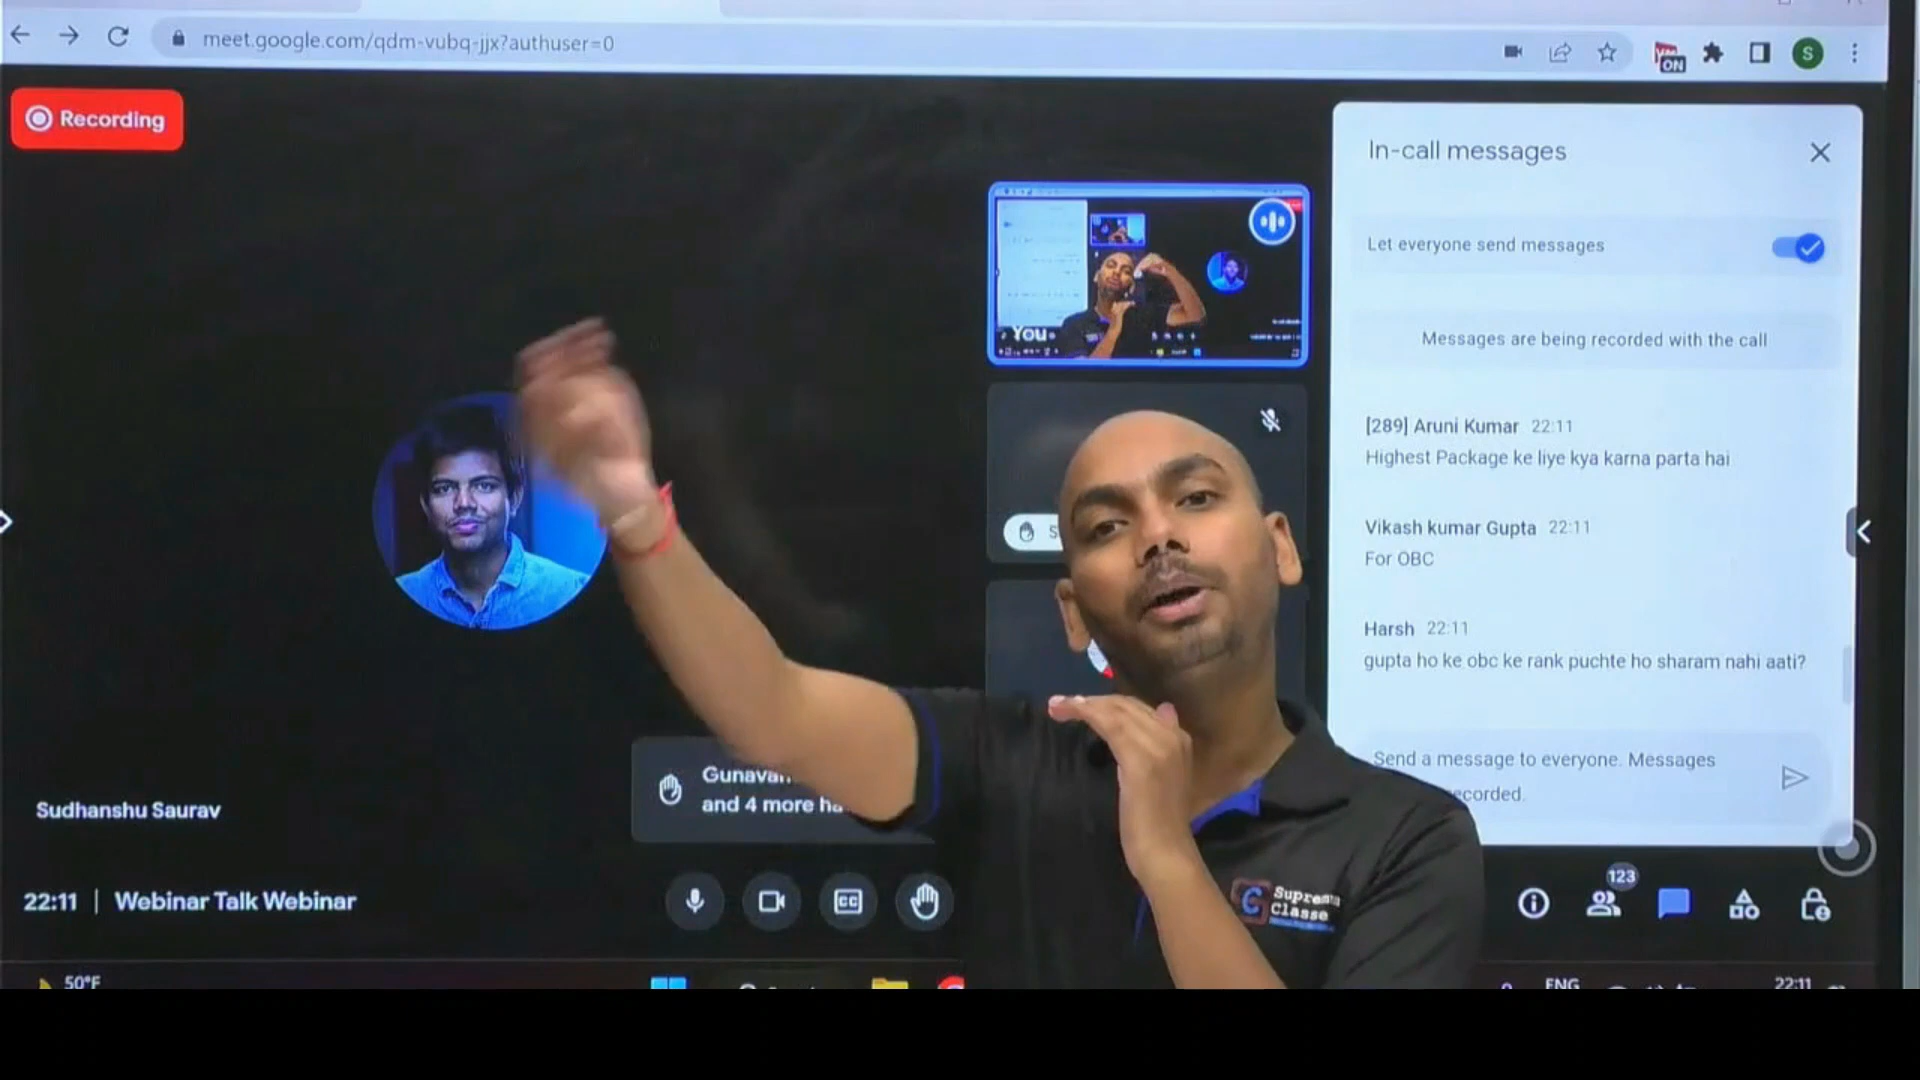 meet.google.com/qdm-vubq-jjx?authuser=0
ON
S
Recording
In-call messages
Let everyone send messages
Messages are being recorded with the call
You
[289] Aruni Kumar 22:11
Highest Package ke liye kya karna parta hai
Vikash kumar Gupta 22:11
For OBC
Harsh 22:11
gupta ho ke obc ke rank puchte ho sharam nahi aati?
Send a message to everyone. Messages
ecorded.
and 4 more
Sudhanshu Saurav
22:11 | Webinar Talk Webinar
CC
123
Classe
50°F
ENG
22:11